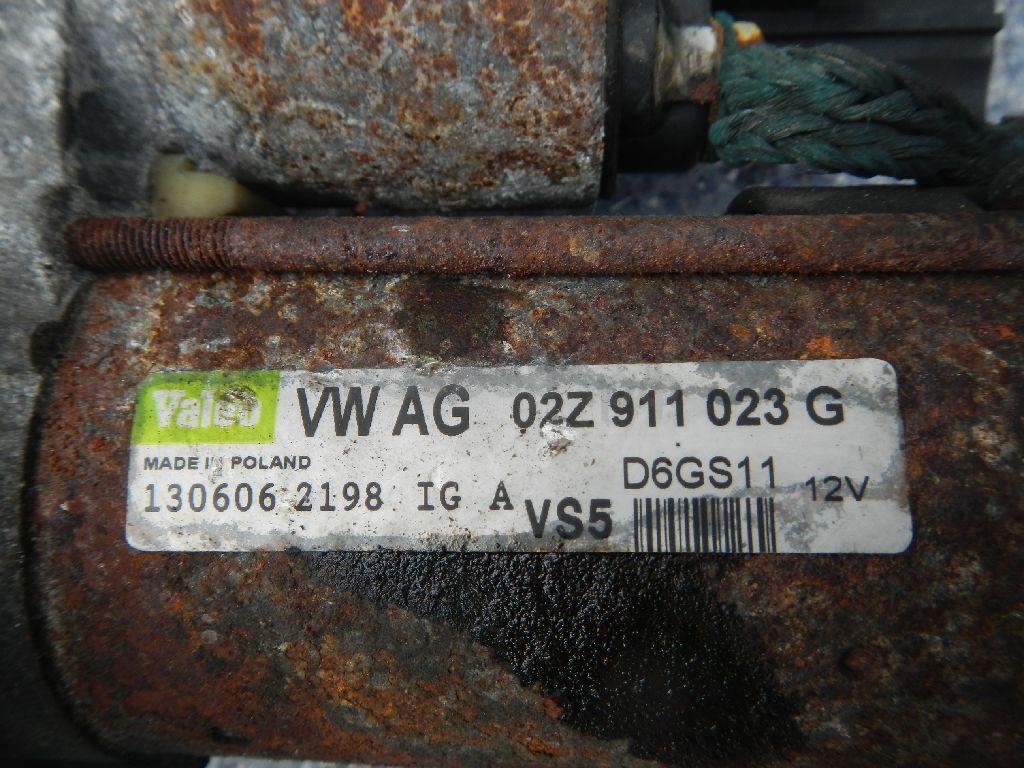 Valeo VW AG 02Z 911 023 G
MADE IN POLAND
D6GS11 12V
130606 2198 IG A VS5